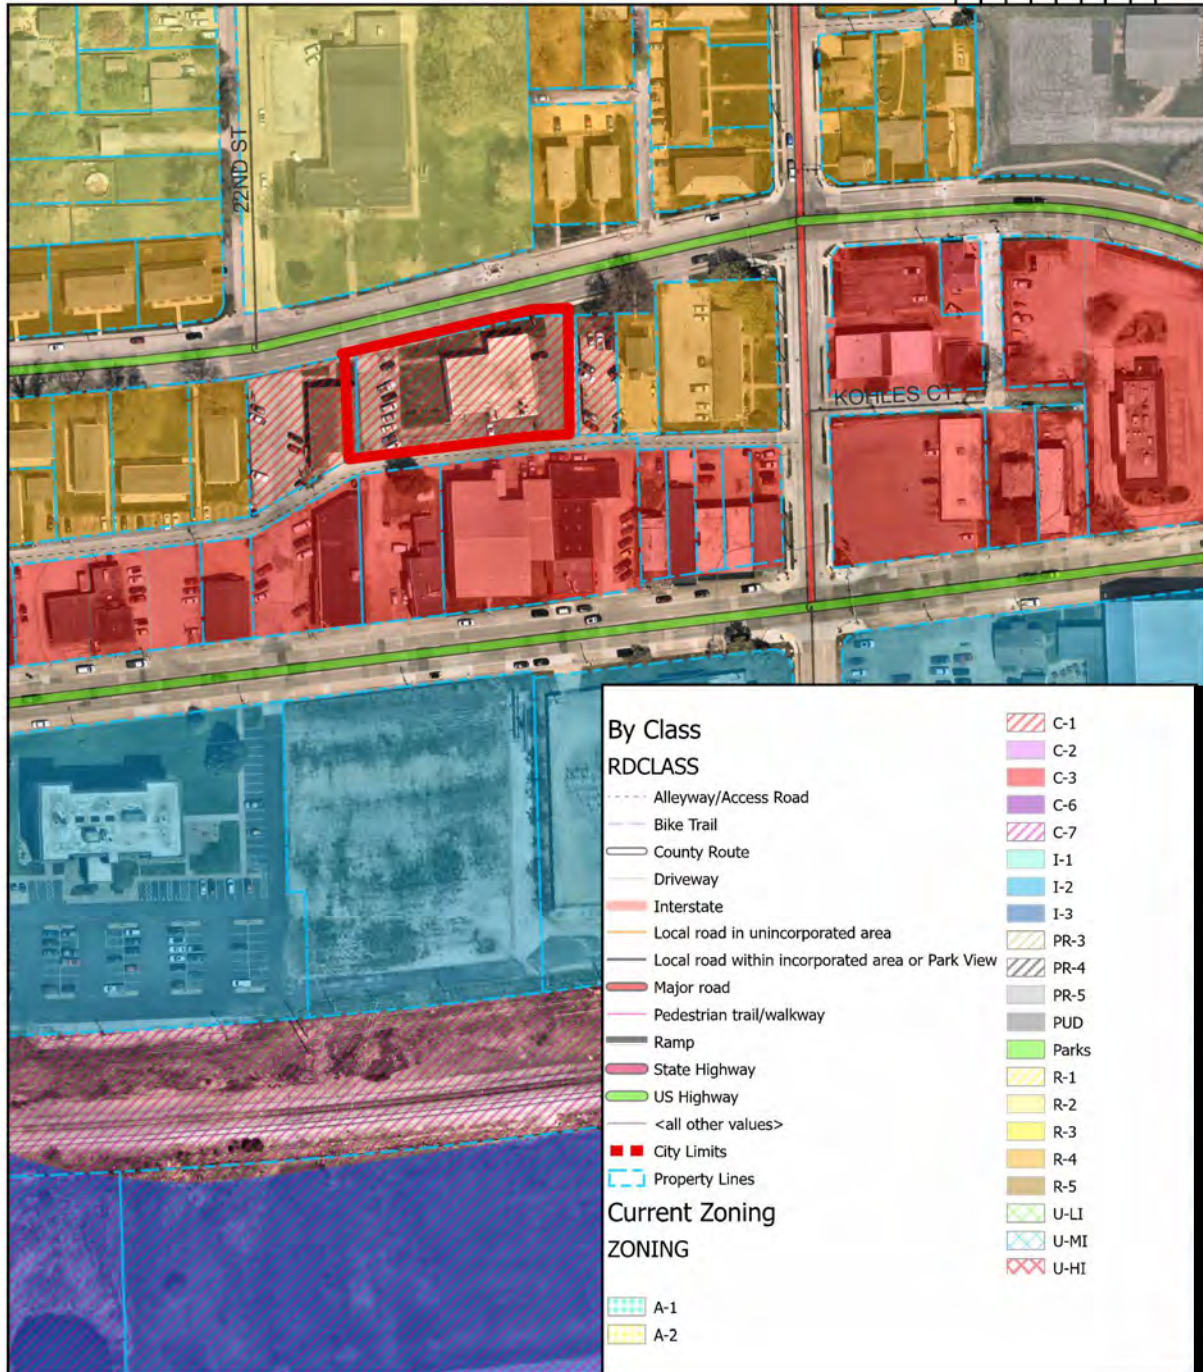 22ND ST
KOHLES CT
By Class
RDCLASS
Alleyway/Access Road
Bike Trail
County Route
Driveway
Interstate
Local road in unincorporated area
Local road within incorporated area or Park View
Major road
Pedestrian trail/walkway
Ramp
State Highway
US Highway
<all other values>
City Limits
Property Lines
Current Zoning
ZONING
A-1
A-2
C-1
C-2
C-3
C-6
C-7
I-1
I-2
I-3
PR-3
PR-4
PR-5
PUD
Parks
R-1
R-2
R-3
R-4
R-5
U-LI
U-MI
U-HI